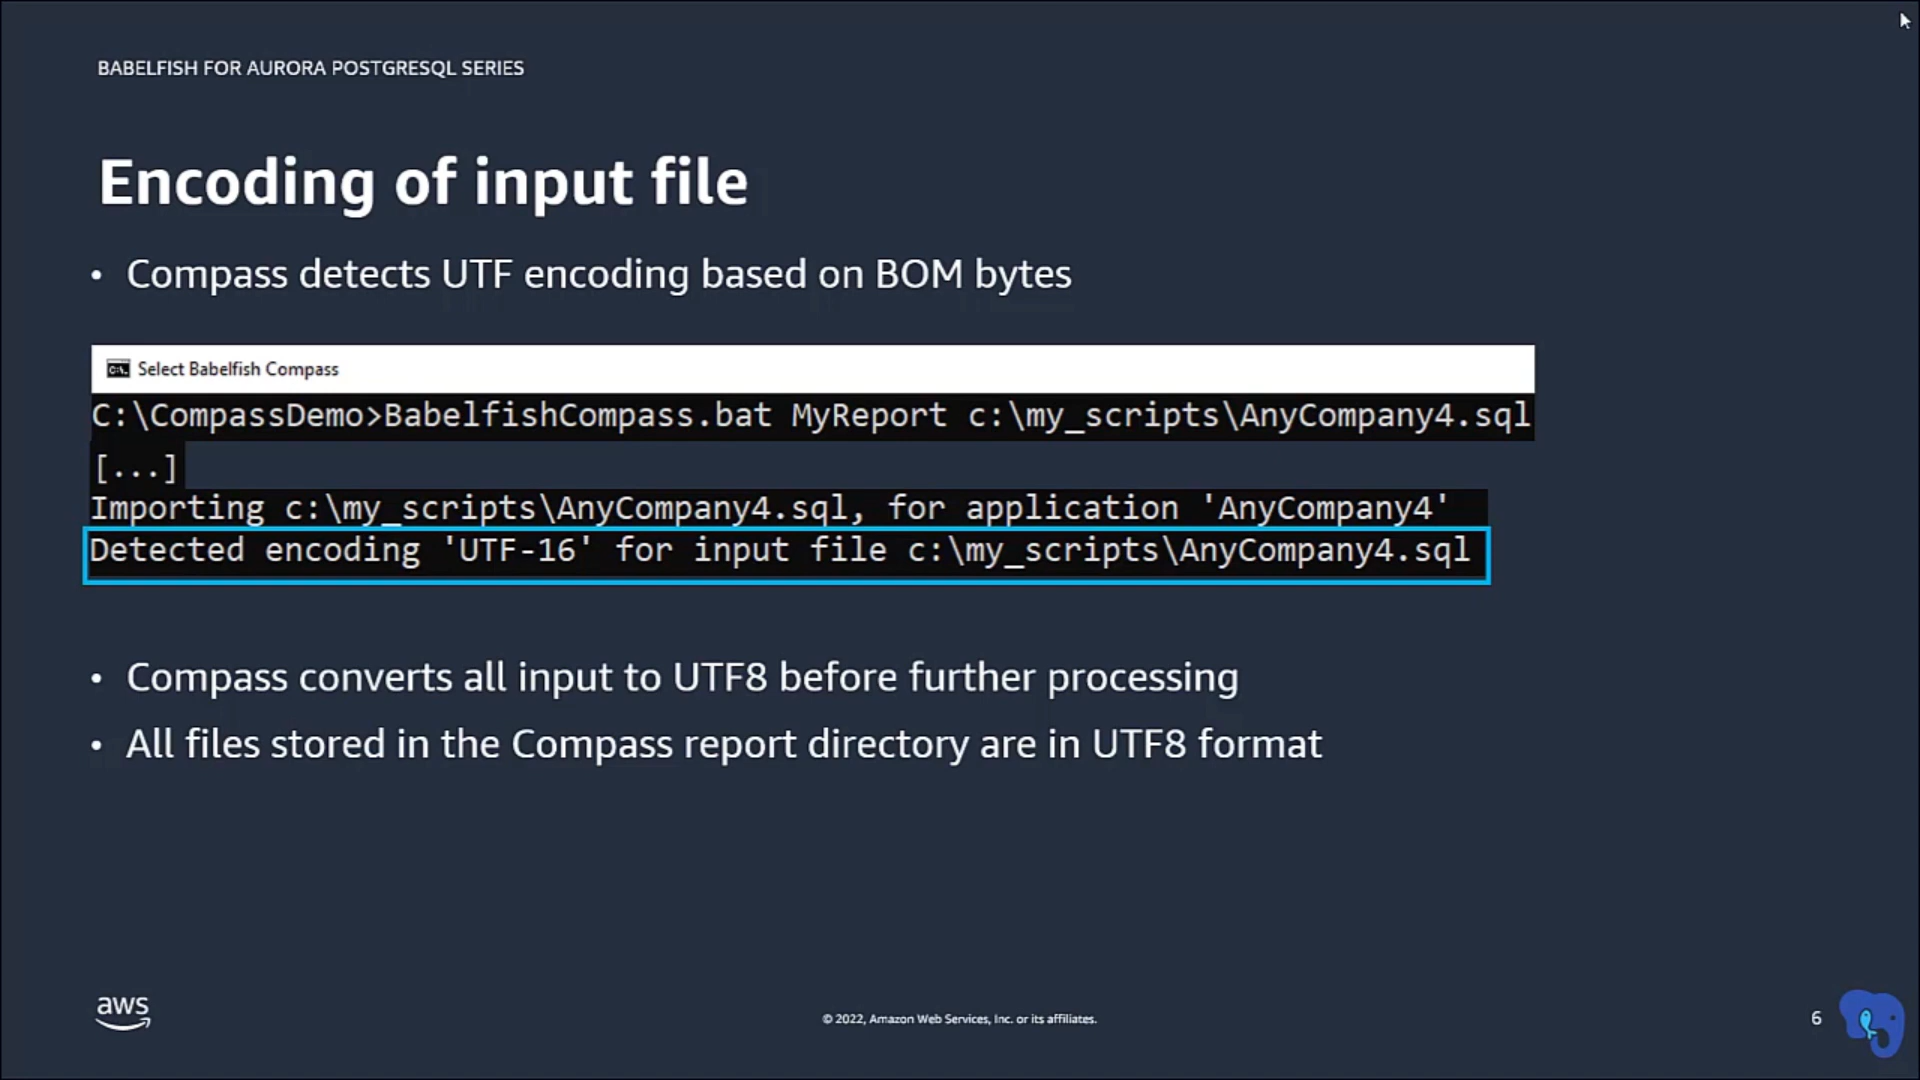 BABELFISH FOR AURORA POSTGRESQL SERIES
Encoding of input file
• Compass detects UTF encoding based on BOM bytes
C:\. Select Babelfish Compass
C:\CompassDemo>BabelfishCompass.bat MyReport c:\my_scripts\AnyCompany4.sql
[...]
Importing c:\my_scripts\AnyCompany4.sql, for application 'AnyCompany4'
Detected encoding 'UTF-16' for input file c:\my_scripts\AnyCompany4.sql
• Compass converts all input to UTF8 before further processing
• All files stored in the Compass report directory are in UTF8 format
aws
© 2022, Amazon Web Services, Inc. or its affiliates.
6